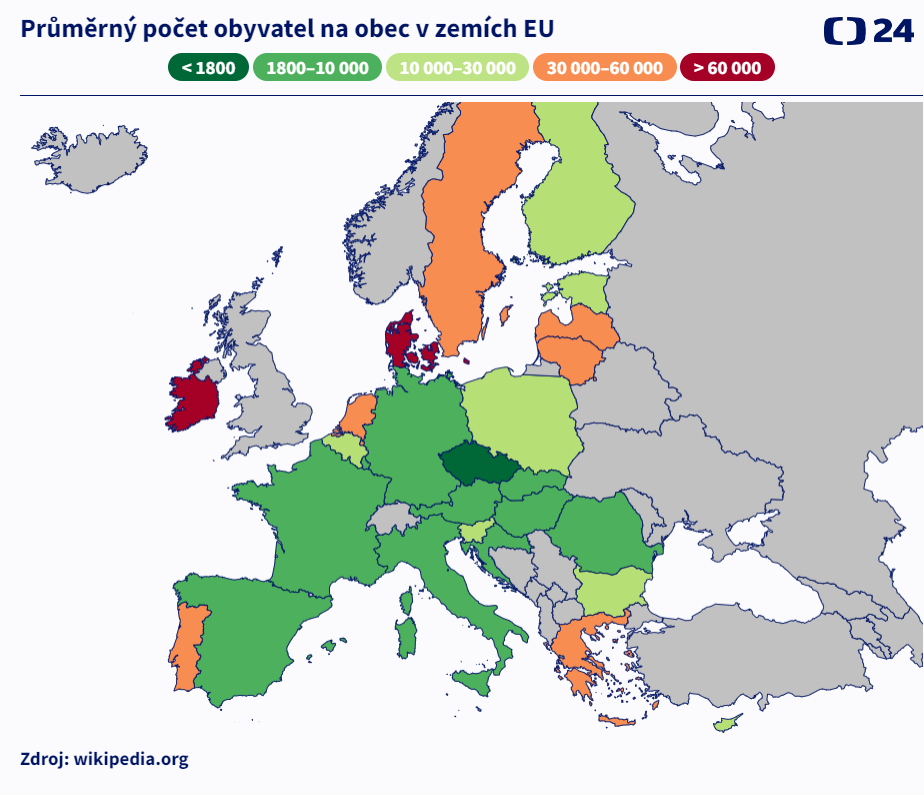 Průměrný počet obyvatel na obec v zemích EU
24
< 1800 1800–10 000 10 000–30 000 30 000–60 000 > 60 000
Zdroj: wikipedia.org